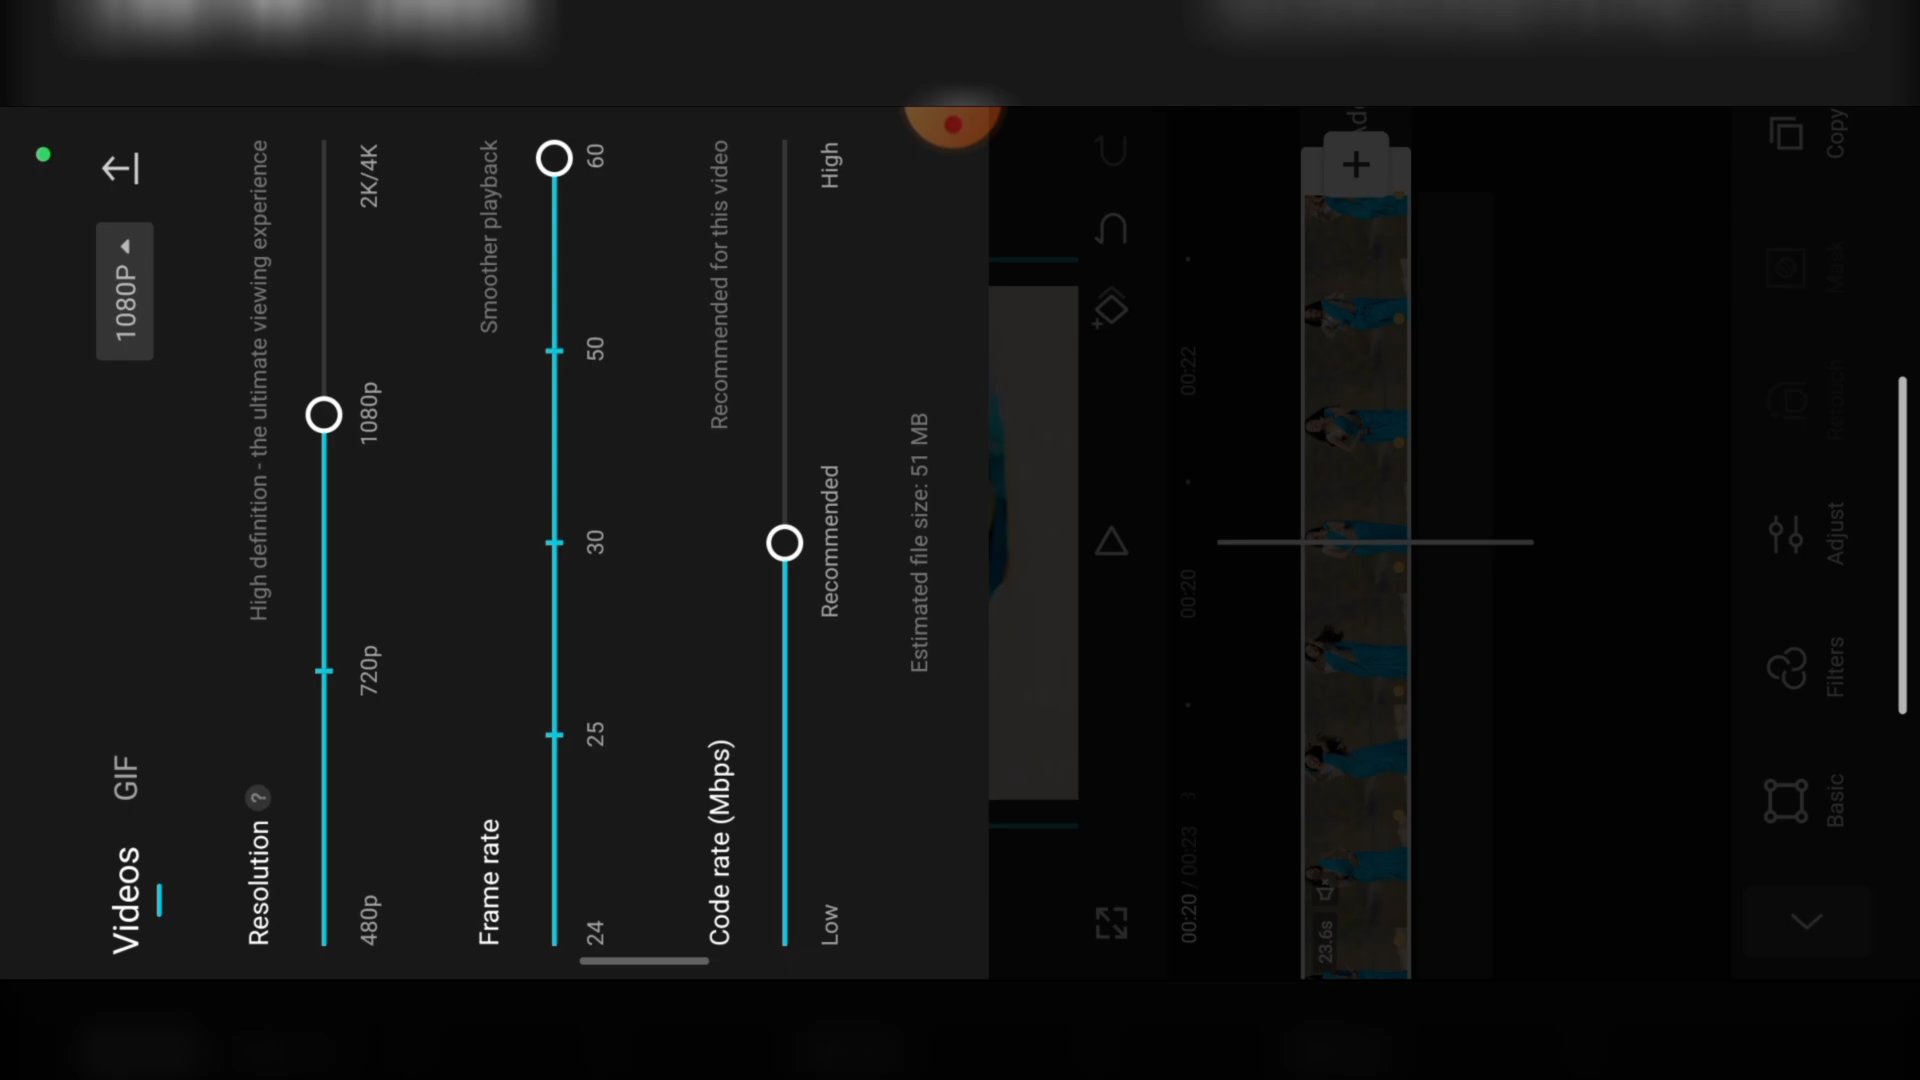 Videos GIF 1080P
Resolution ? High definition - the ultimate viewing experience
480p 720p 1080p 2K/4K
Frame rate Smoother playback
24 25 30 50 60
Code rate (Mbps) Recommended for this video
Low Recommended High
Estimated file size: 51 MB
00:20 / 00:23 00:20 00:22
23.6s
Basic Filters Adjust Retouch Mask Copy